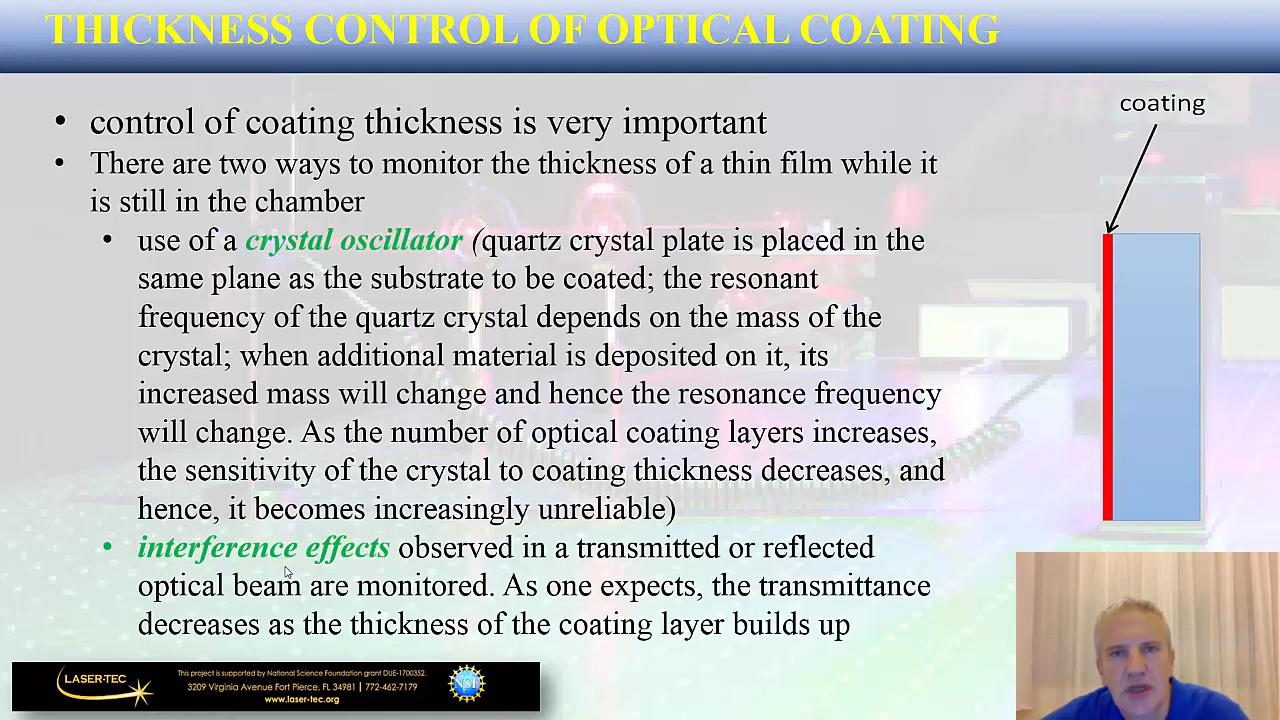 THICKNESS CONTROL OF OPTICAL COATING
• control of coating thickness is very important
• There are two ways to monitor the thickness of a thin film while it
is still in the chamber
• use of a crystal oscillator (quartz crystal plate is placed in the
same plane as the substrate to be coated; the resonant
frequency of the quartz crystal depends on the mass of the
crystal; when additional material is deposited on it, its
increased mass will change and hence the resonance frequency
will change. As the number of optical coating layers increases,
the sensitivity of the crystal to coating thickness decreases, and
hence, it becomes increasingly unreliable)
• interference effects observed in a transmitted or reflected
optical beam are monitored. As one expects, the transmittance
decreases as the thickness of the coating layer builds up
coating
LASER-TEC
This project is supported by National Science Foundation grant DUE-1700352.
3209 Virginia Avenue Fort Pierce, FL 34981 | 772-462-7179
www.laser-tec.org
NSF